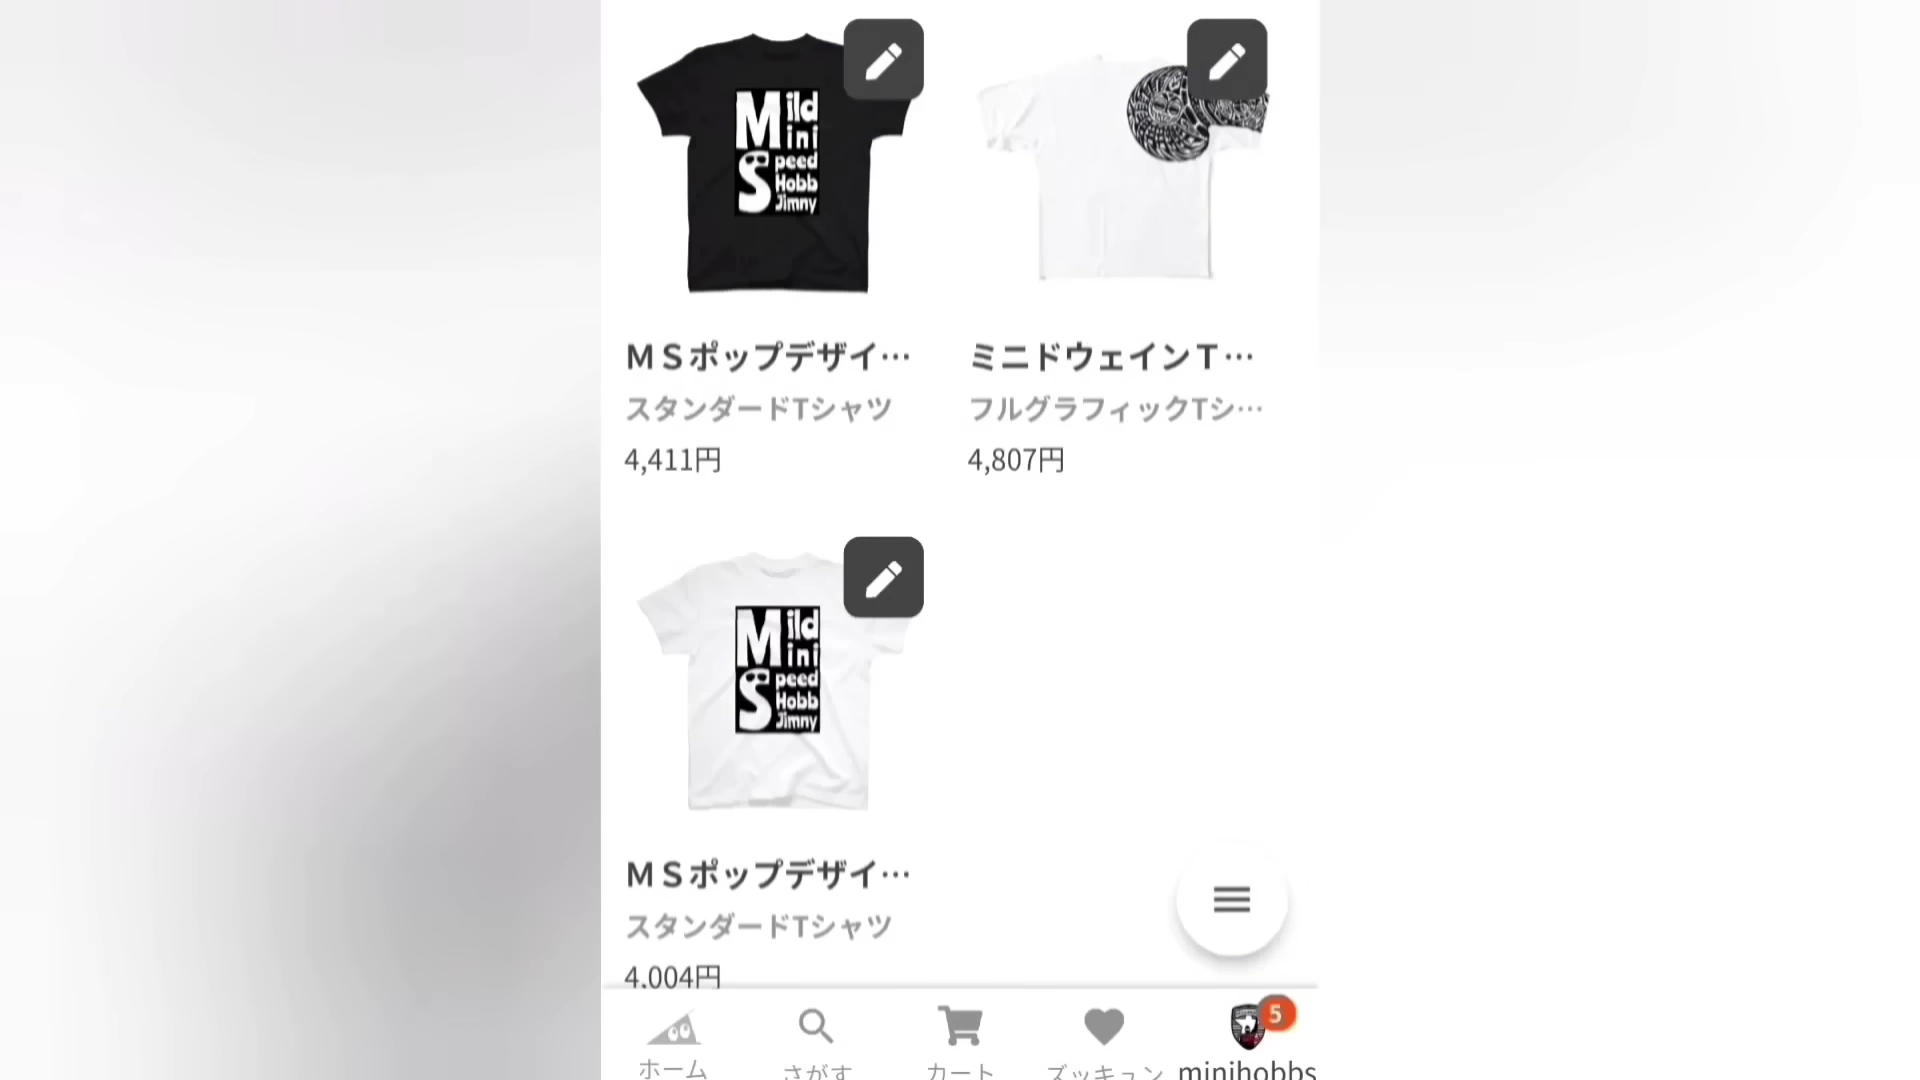 Mild
Mini
Speed
Hobb
Jimny
ＭＳポップデザイ…
スタンダードTシャツ
4,411円
ミニドウェインＴ…
フルグラフィックTシ…
4,807円
Mild
Mini
Speed
Hobb
Jimny
ＭＳポップデザイ…
スタンダードTシャツ
4,004円
5
ホーム
さがす
カート
ズッキュン
minihobbs